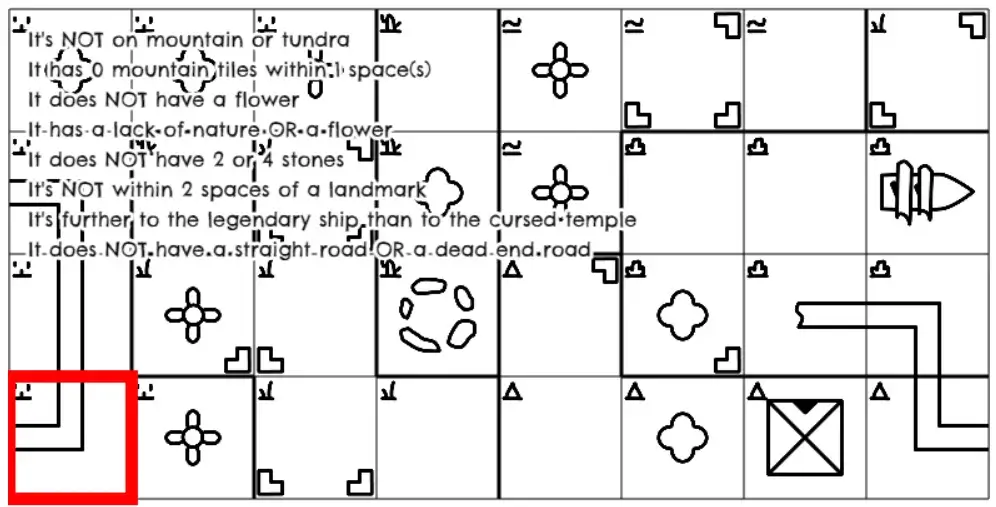 It's NOT on mountain or tundra
It has 0 mountain tiles within 1 space(s)
It does NOT have a flower
It has a lack of nature OR a flower
It does NOT have 2 or 4 stones
It's NOT within 2 spaces of a landmark
It's further to the legendary ship than to the cursed temple
It does NOT have a straight road OR a dead end road